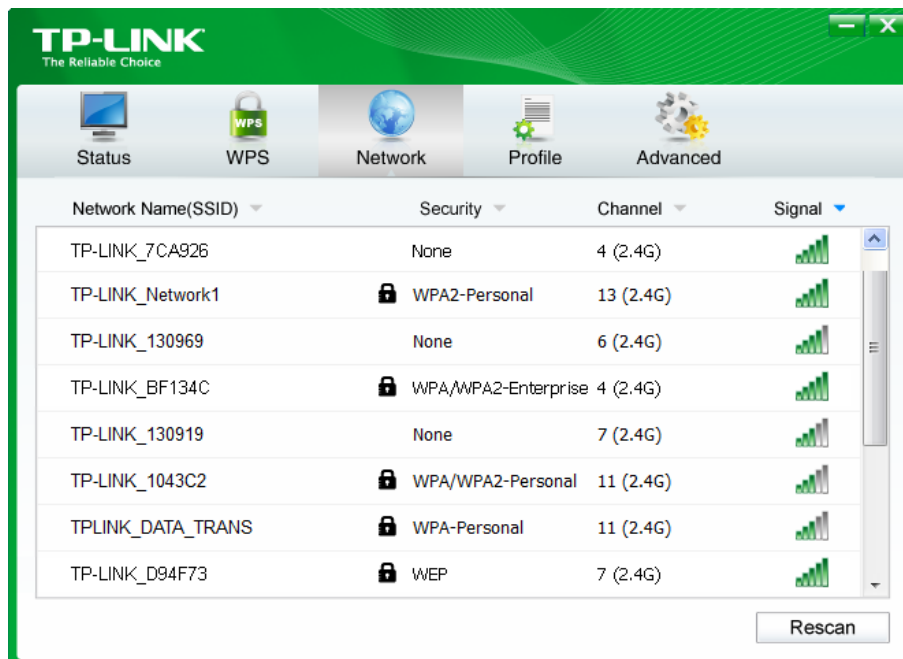 TP-LINK
The Reliable Choice
WPS
Status WPS Network Profile Advanced
Network Name(SSID) Security Channel Signal
TP-LINK_7CA926 None 4 (2.4G)
TP-LINK_Network1 WPA2-Personal 13 (2.4G)
TP-LINK_130969 None 6 (2.4G)
TP-LINK_BF134C WPA/WPA2-Enterprise 4 (2.4G)
TP-LINK_130919 None 7 (2.4G)
TP-LINK_1043C2 WPA/WPA2-Personal 11 (2.4G)
TPLINK_DATA_TRANS WPA-Personal 11 (2.4G)
TP-LINK_D94F73 WEP 7 (2.4G)
Rescan